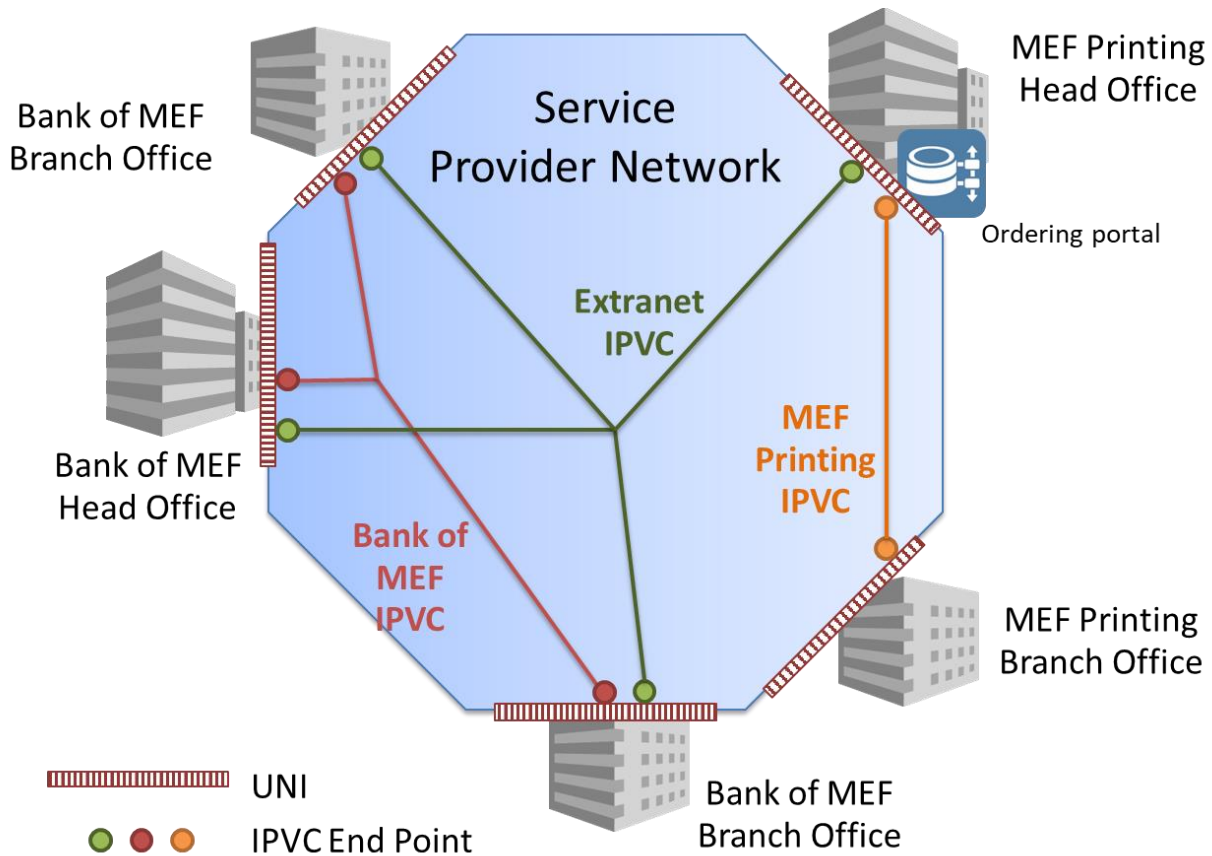 Service
Provider Network
MEF Printing
Head Office
Bank of MEF
Branch Office
Ordering portal
Extranet
IPVC
MEF
Printing
IPVC
Bank of MEF
Head Office
Bank of
MEF
IPVC
MEF Printing
Branch Office
UNI
Bank of MEF
Branch Office
IPVC End Point